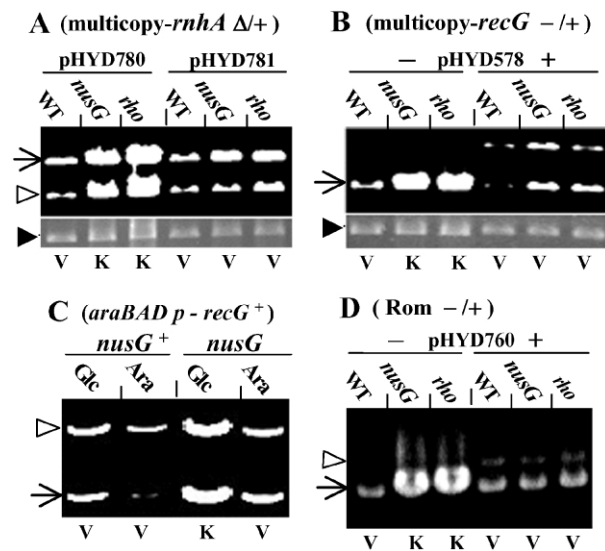 A (multicopy-rnhA Δ/+)
pHYD780 pHYD781
WT nusG rho WT nusG rho
V K K V V V
B (multicopy-recG −/+)
− pHYD578 +
WT nusG rho WT nusG rho
V K K V V V
C (araBAD p - recG +)
nusG + nusG
Glc Ara Glc Ara
V V K V
D ( Rom −/+)
− pHYD760 +
WT nusG rho WT nusG rho
V K K V V V